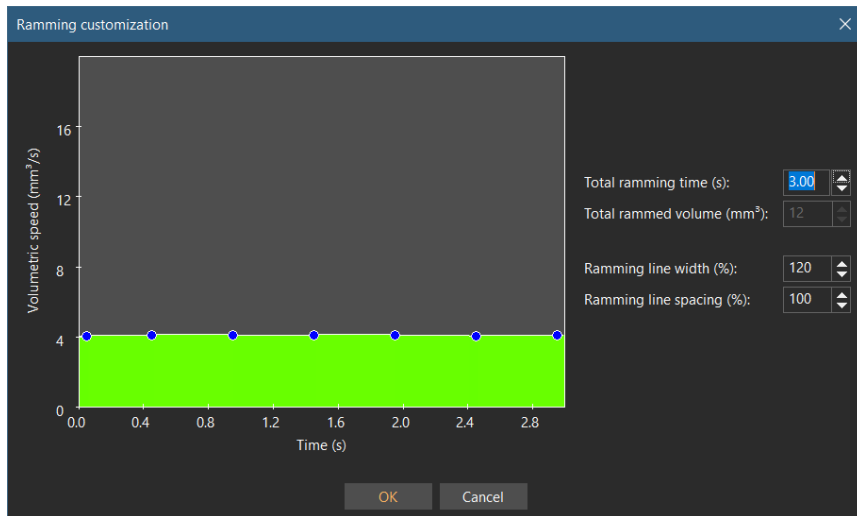 Ramming customization
Volumetric speed (mm³/s)
16
12
8
4
0
0.0 0.4 0.8 1.2 1.6 2.0 2.4 2.8
Time (s)
Total ramming time (s): 3.00
Total rammed volume (mm³): 12
Ramming line width (%): 120
Ramming line spacing (%): 100
OK Cancel